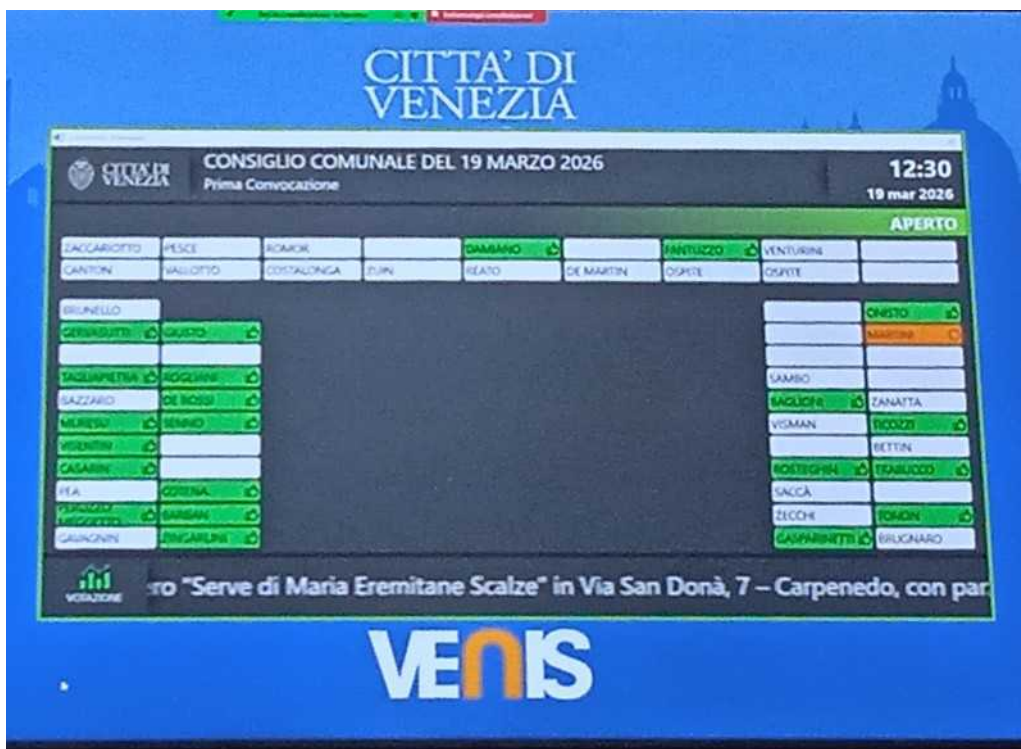 CITTA' DI
VENEZIA
CITTA' DI
VENEZIA
CONSIGLIO COMUNALE DEL 19 MARZO 2026
Prima Convocazione
12:30
19 mar 2026
APERTO
ZACCARIOTTO PESCE ROMOR DAMIANO FANTUZZO VENTURINI
CANTON VALLOTTO COSTALONGA ZUIN REATO DE MARTIN OSPITE OSPITE
BRUNELLO ONISTO
GERVASUTTI GIUSTO MARTINI
TAGLIAPIETRA ROGLIANI SAMBO
BAZZARO DE ROSSI BAGLIONI ZANATTA
MURESU SENNO VISMAN TICOZZI
VISENTIN BETTIN
CASARIN ROSTEGHIN TRABUCCO
PEA COTENA SACCÀ
PERUZZO MEGGETTO BARBAN ZECCHI TONON
GAVAGNIN ZINGARLINI GASPARINETTI BRUGNARO
VOTAZIONE
ro "Serve di Maria Eremitane Scalze" in Via San Donà, 7 – Carpenedo, con par
VENIS